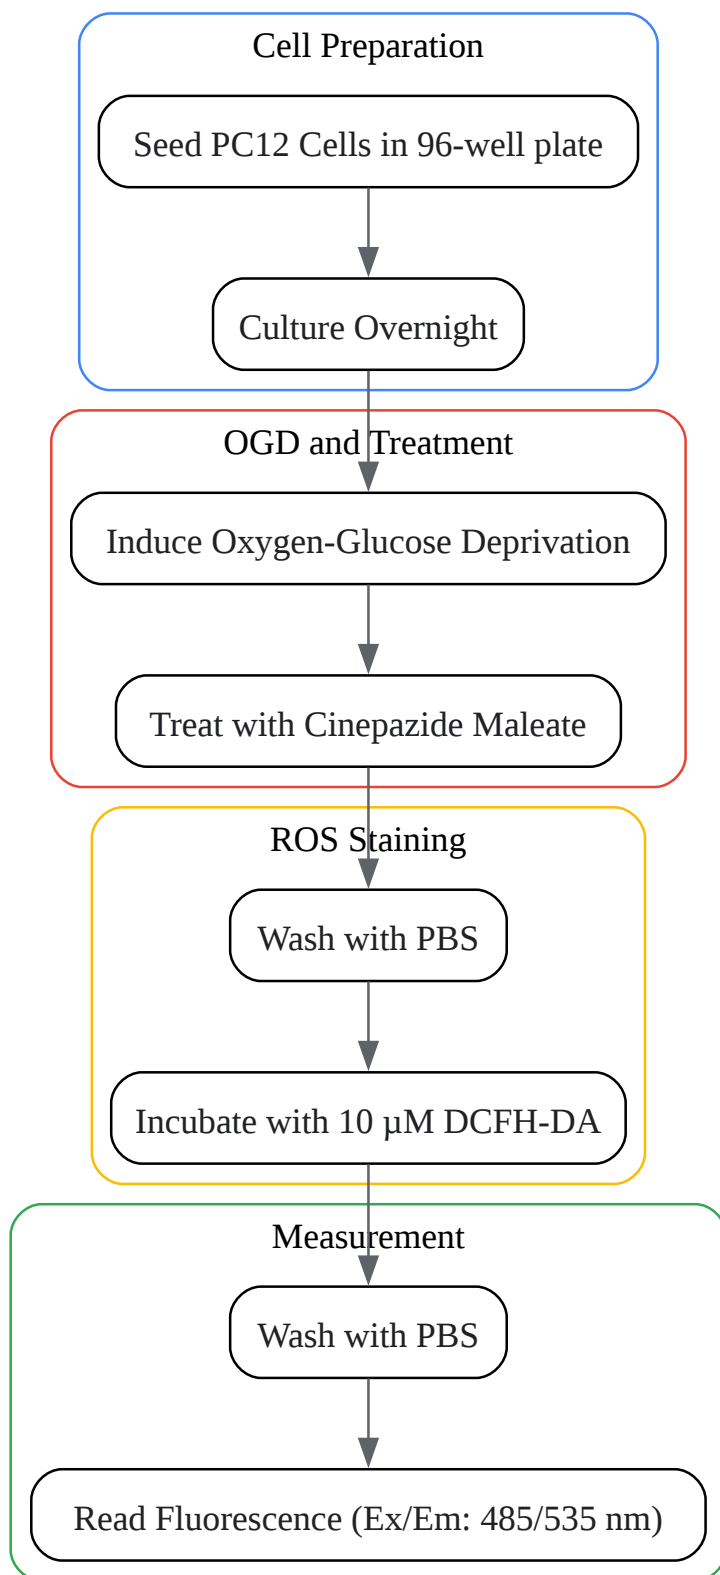 Cell Preparation
Seed PC12 Cells in 96-well plate
Culture Overnight
OGD and Treatment
Induce Oxygen-Glucose Deprivation
Treat with Cinepazide Maleate
ROS Staining
Wash with PBS
Incubate with 10 µM DCFH-DA
Measurement
Wash with PBS
Read Fluorescence (Ex/Em: 485/535 nm)